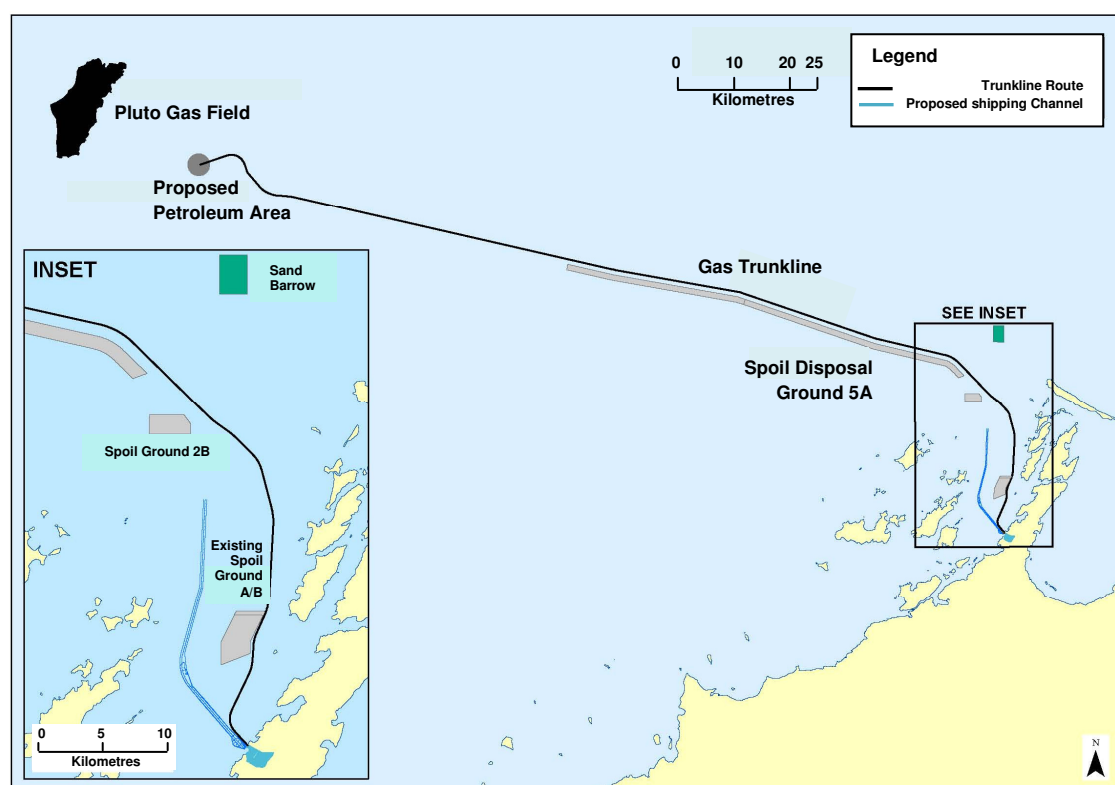 Pluto Gas Field
Proposed
Petroleum Area
0 10 20 25
Kilometres
Legend
Trunkline Route
Proposed shipping Channel
Gas Trunkline
Spoil Disposal
Ground 5A
SEE INSET
INSET
Sand
Barrow
Spoil Ground 2B
Existing
Spoil
Ground
A/B
0 5 10
Kilometres
N